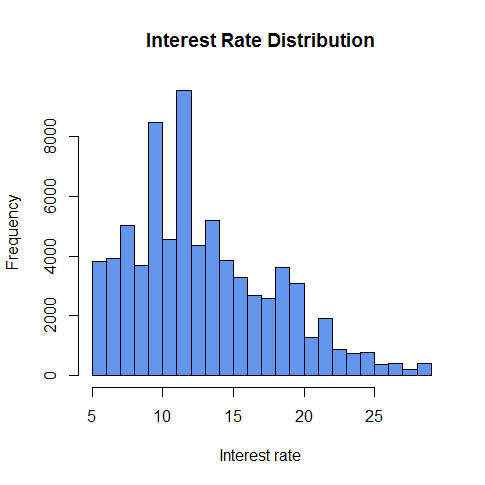 Interest Rate Distribution
Frequency
8000
6000
4000
2000
0
5 10 15 20 25
Interest rate